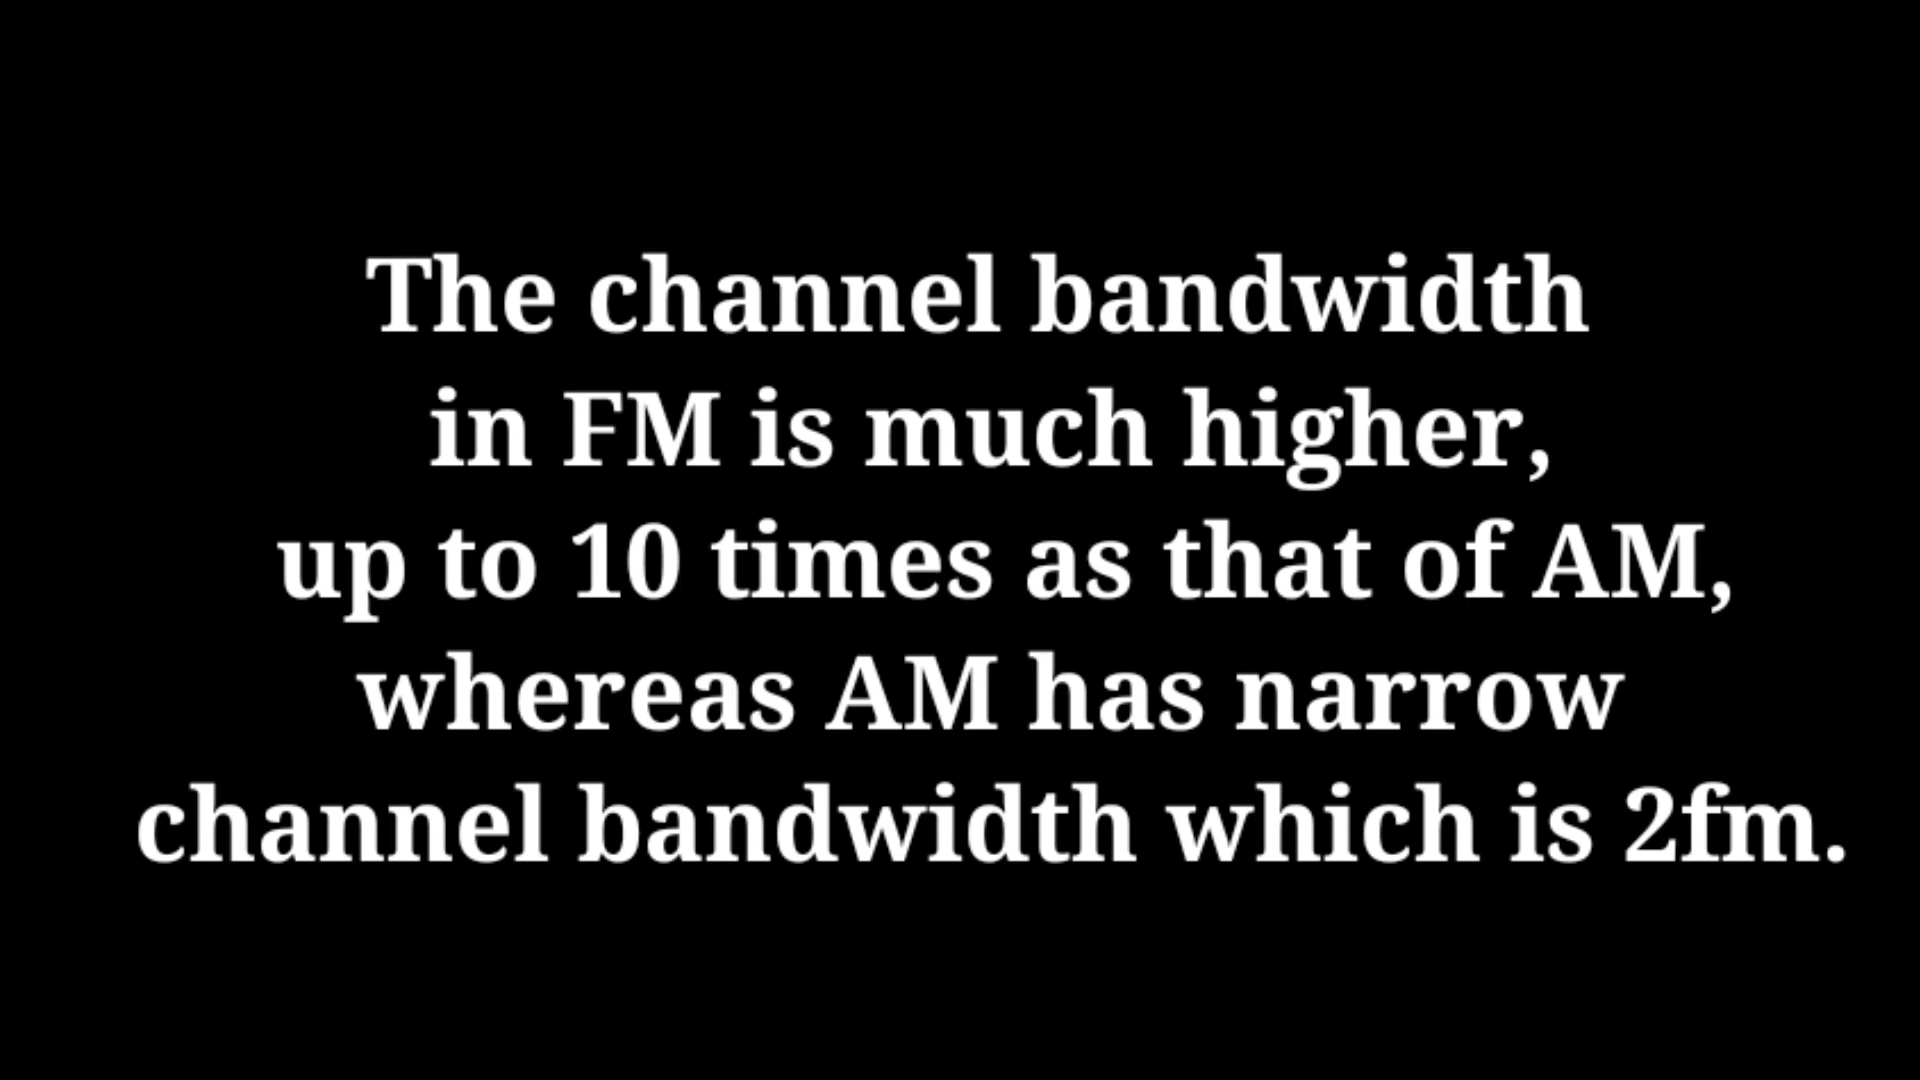 The channel bandwidth
in FM is much higher,
up to 10 times as that of AM,
whereas AM has narrow
channel bandwidth which is 2fm.